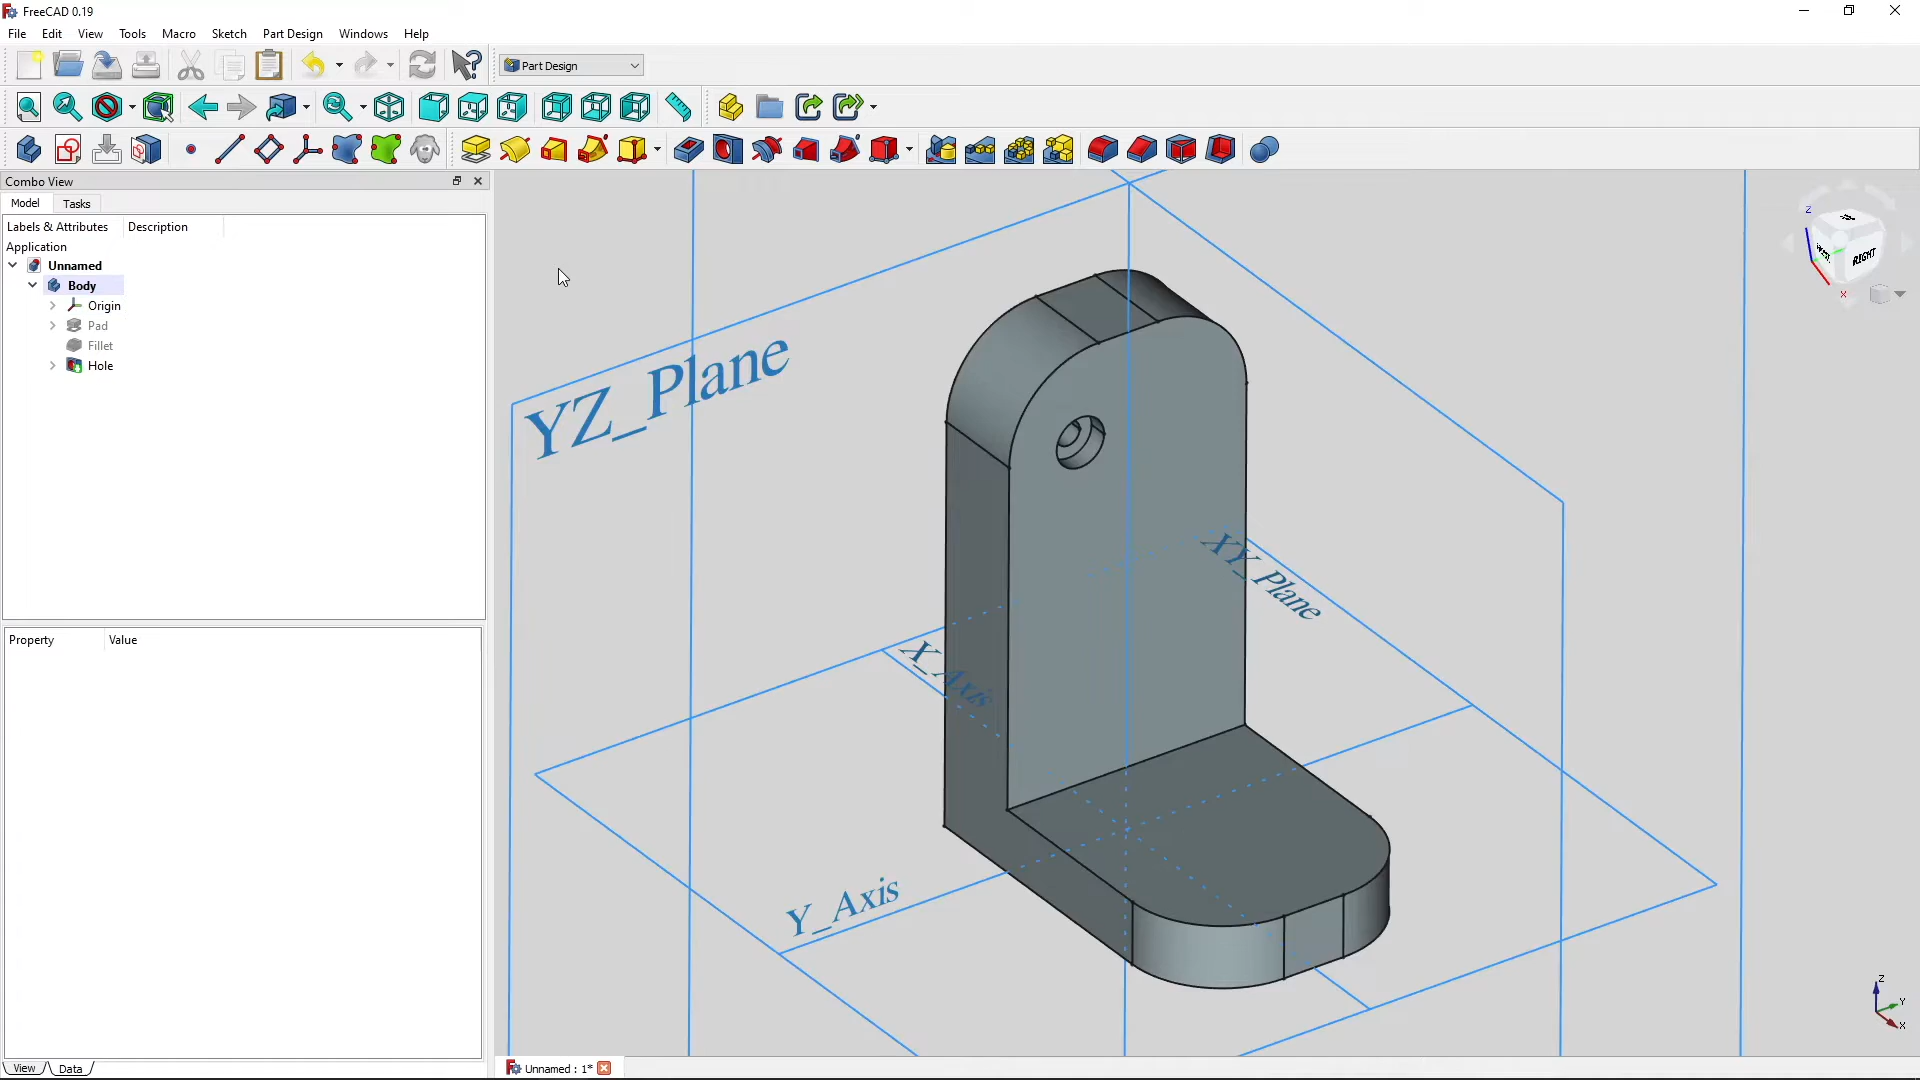 FreeCAD 0.19
File Edit View Tools Macro Sketch Part Design Windows Help
Part Design
Combo View
Model Tasks
Labels & Attributes Description
Application
Unnamed
Body
Origin
Pad
Fillet
Hole
Property Value
View Data
YZ_Plane
XY_Plane
X_Axis
Y_Axis
Z
RIGHT
X
Z
Y
X
Unnamed : 1*